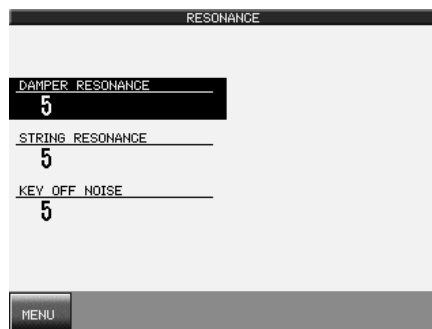 RESONANCE
DAMPER RESONANCE
5
STRING RESONANCE
5
KEY OFF NOISE
5
MENU